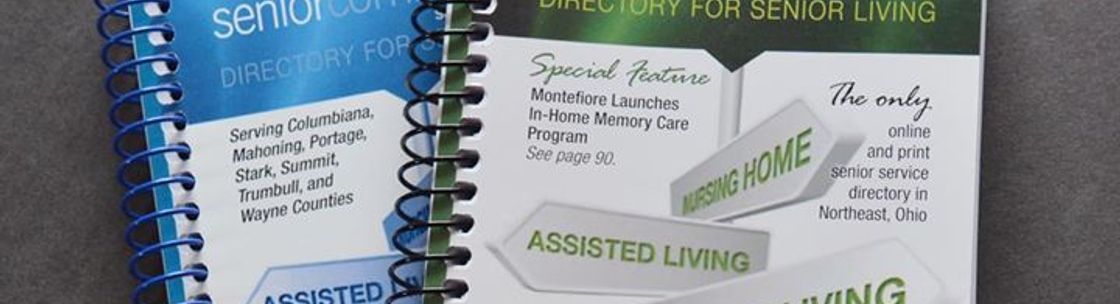 senior
DIRECTORY FOR
Serving Columbiana,
Mahoning, Portage,
Stark, Summit,
Trumbull, and
Wayne Counties
ASSISTED
DIRECTORY FOR SENIOR LIVING
Special Feature
Montefiore Launches
In-Home Memory Care
Program
See page 90.
The only
online
and print
senior service
directory in
Northeast, Ohio
NURSING HOME
ASSISTED LIVING
LIVING